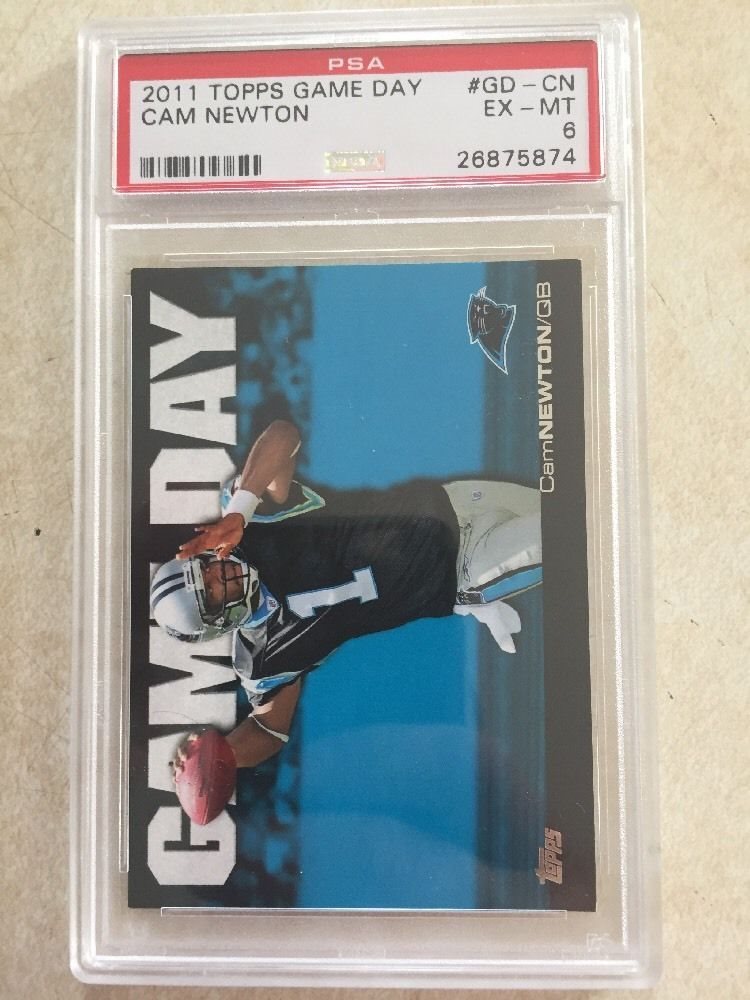 PSA
2011 TOPPS GAME DAY #GD-CN
CAM NEWTON EX-MT
6
26875874
GAME DAY
1
CamNEWTON/QB
topps